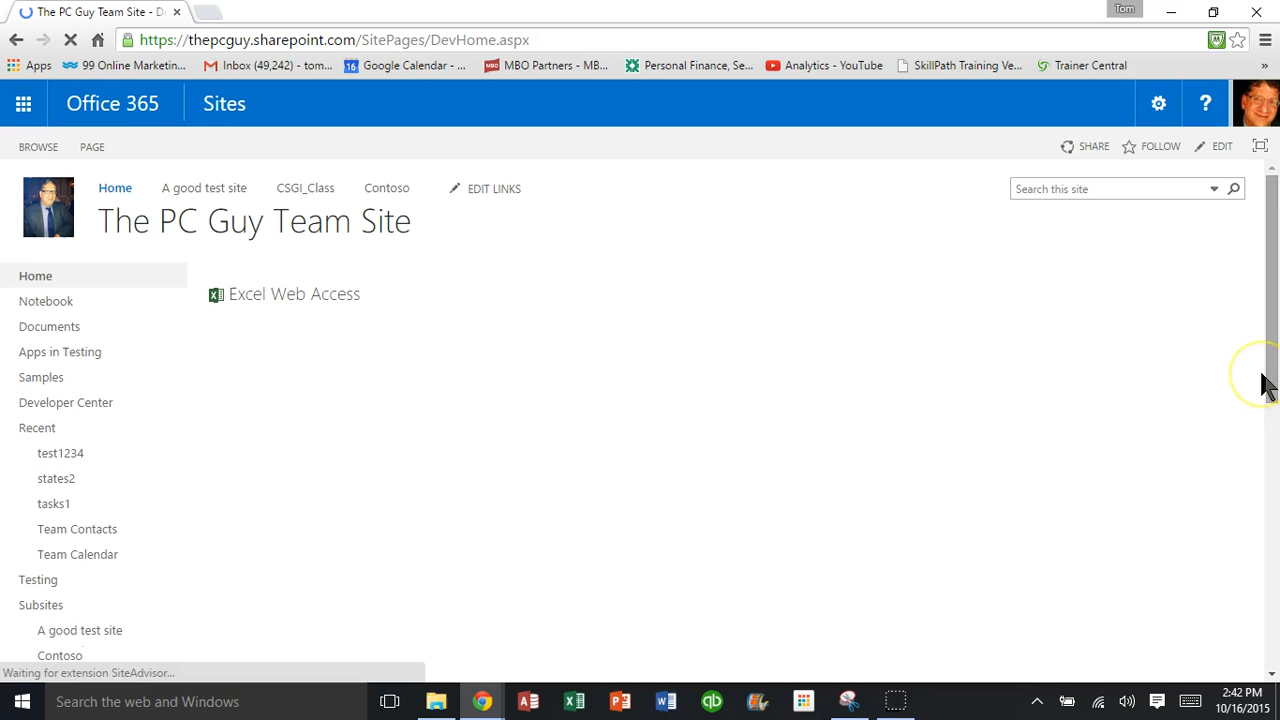 The PC Guy Team Site - De
Tom
https://thepcguy.sharepoint.com/SitePages/DevHome.aspx
Apps 99 Online Marketin... Inbox (49,242) - tom... 16 Google Calendar - ... MBO MBO Partners - MB... Personal Finance, Se... Analytics - YouTube SkillPath Training Ve... Trainer Central »
Office 365 Sites ?
BROWSE PAGE SHARE FOLLOW EDIT
Home A good test site CSGI_Class Contoso EDIT LINKS Search this site
The PC Guy Team Site
Home
Excel Web Access
Notebook
Documents
Apps in Testing
Samples
Developer Center
Recent
test1234
states2
tasks1
Team Contacts
Team Calendar
Testing
Subsites
A good test site
Contoso
Waiting for extension SiteAdvisor...
Search the web and Windows
2:42 PM
10/16/2015